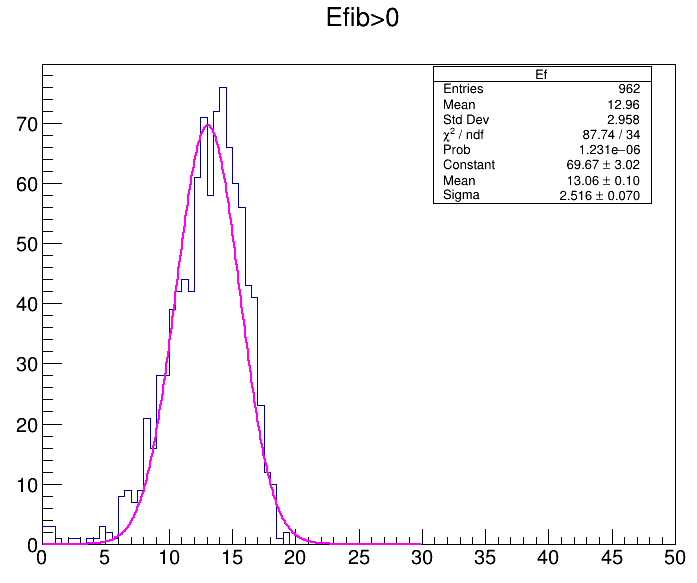 Efib>0
Ef
Entries 962
Mean 12.96
Std Dev 2.958
χ² / ndf 87.74 / 34
Prob 1.231e−06
Constant 69.67 ± 3.02
Mean 13.06 ± 0.10
Sigma 2.516 ± 0.070
70
60
50
40
30
20
10
0
0 5 10 15 20 25 30 35 40 45 50